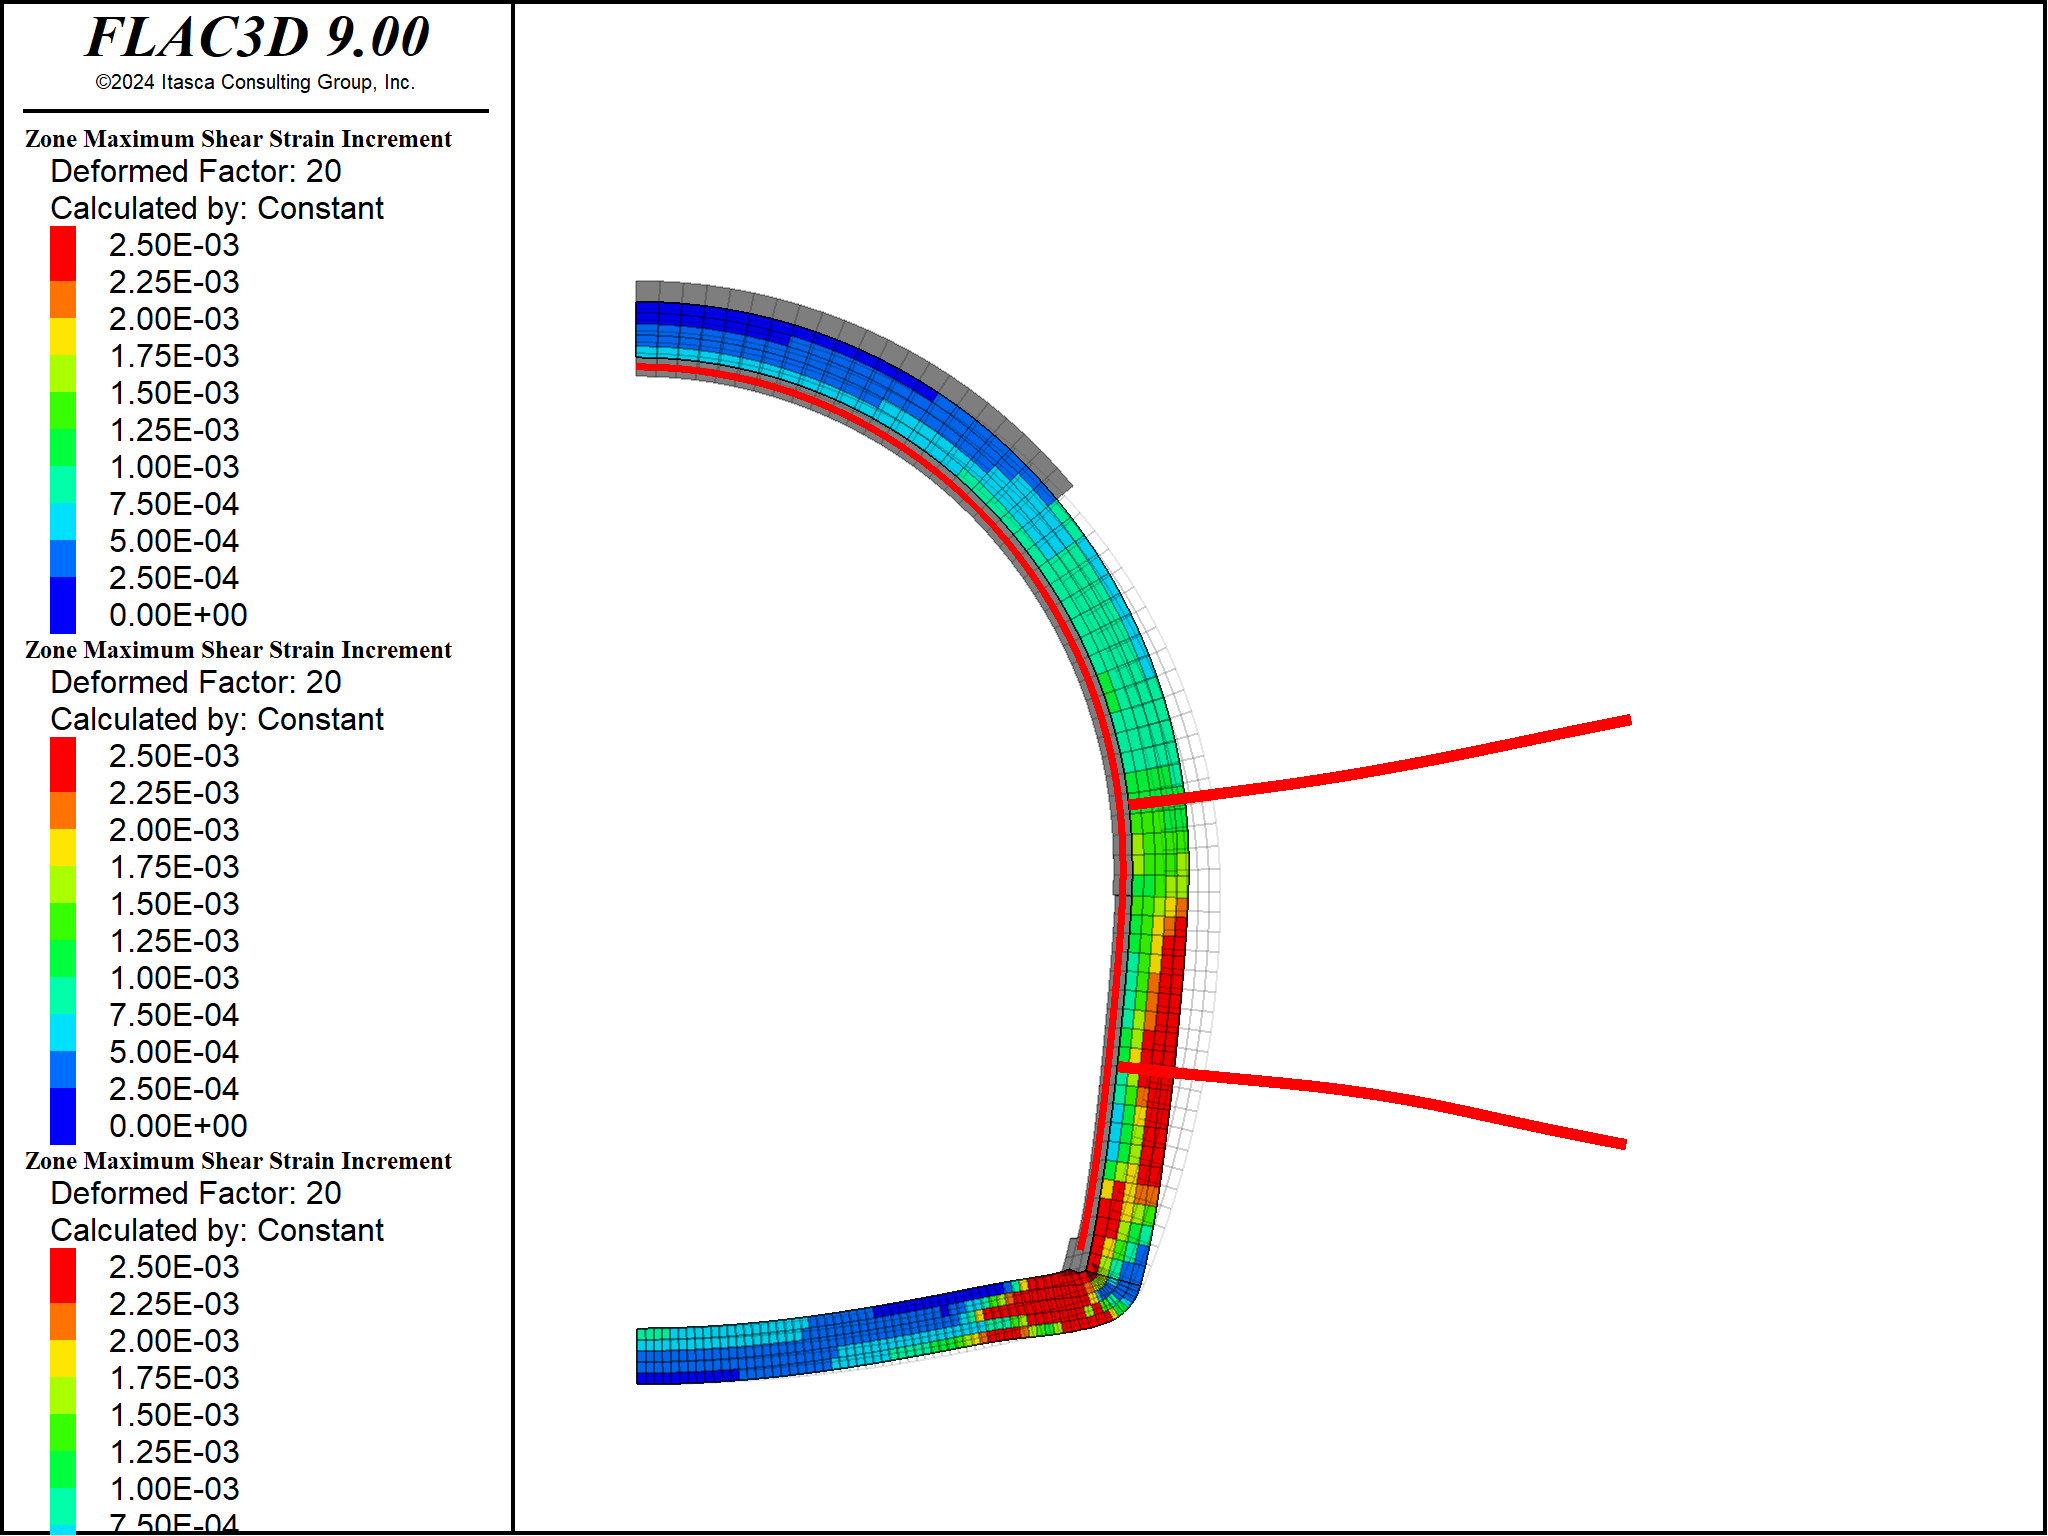 FLAC3D 9.00
©2024 Itasca Consulting Group, Inc.
Zone Maximum Shear Strain Increment
Deformed Factor: 20
Calculated by: Constant
2.50E-03
2.25E-03
2.00E-03
1.75E-03
1.50E-03
1.25E-03
1.00E-03
7.50E-04
5.00E-04
2.50E-04
0.00E+00
Zone Maximum Shear Strain Increment
Deformed Factor: 20
Calculated by: Constant
2.50E-03
2.25E-03
2.00E-03
1.75E-03
1.50E-03
1.25E-03
1.00E-03
7.50E-04
5.00E-04
2.50E-04
0.00E+00
Zone Maximum Shear Strain Increment
Deformed Factor: 20
Calculated by: Constant
2.50E-03
2.25E-03
2.00E-03
1.75E-03
1.50E-03
1.25E-03
1.00E-03
7.50E-04